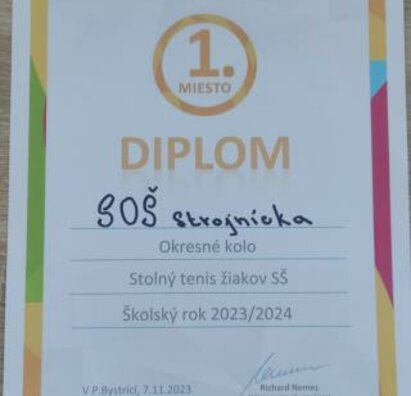 1.
MIESTO
DIPLOM
SOŠ Strojnícka
Okresné kolo
Stolný tenis žiakov SŠ
Školský rok 2023/2024
V P.Bystrici, 7.11.2023
Richard Nemec